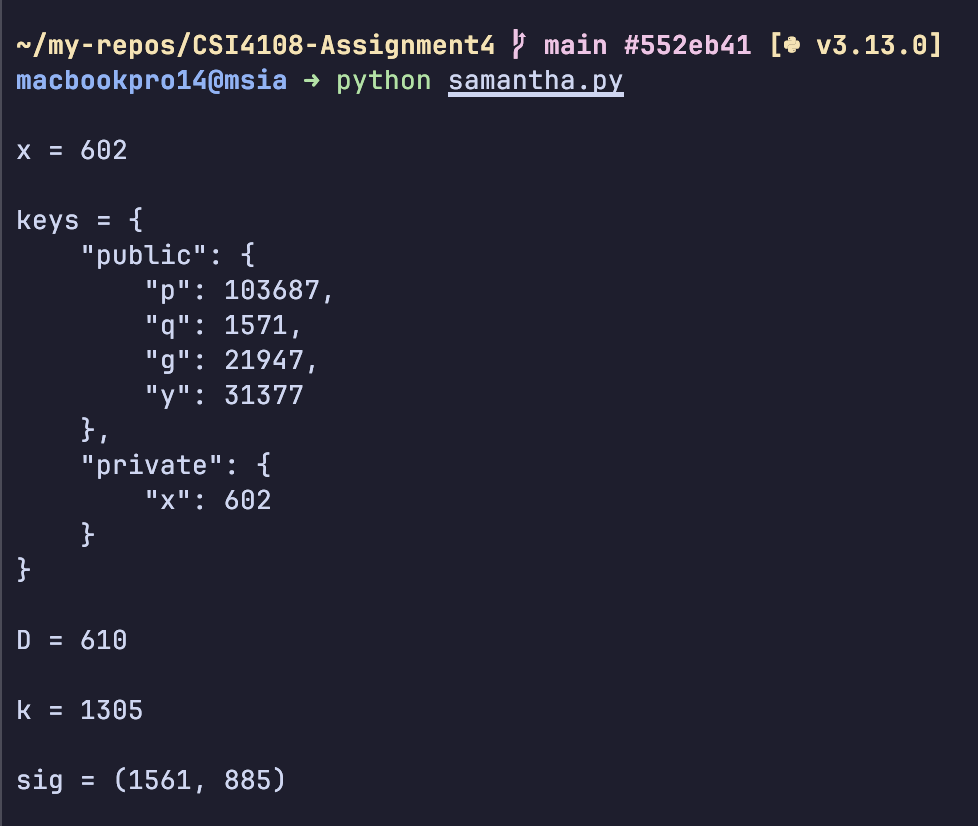 ~/my-repos/CSI4108-Assignment4 main #552eb41 [ v3.13.0]
macbookpro14@msia → python samantha.py
x = 602
keys = {
    "public": {
        "p": 103687,
        "q": 1571,
        "g": 21947,
        "y": 31377
    },
    "private": {
        "x": 602
    }
}
D = 610
k = 1305
sig = (1561, 885)